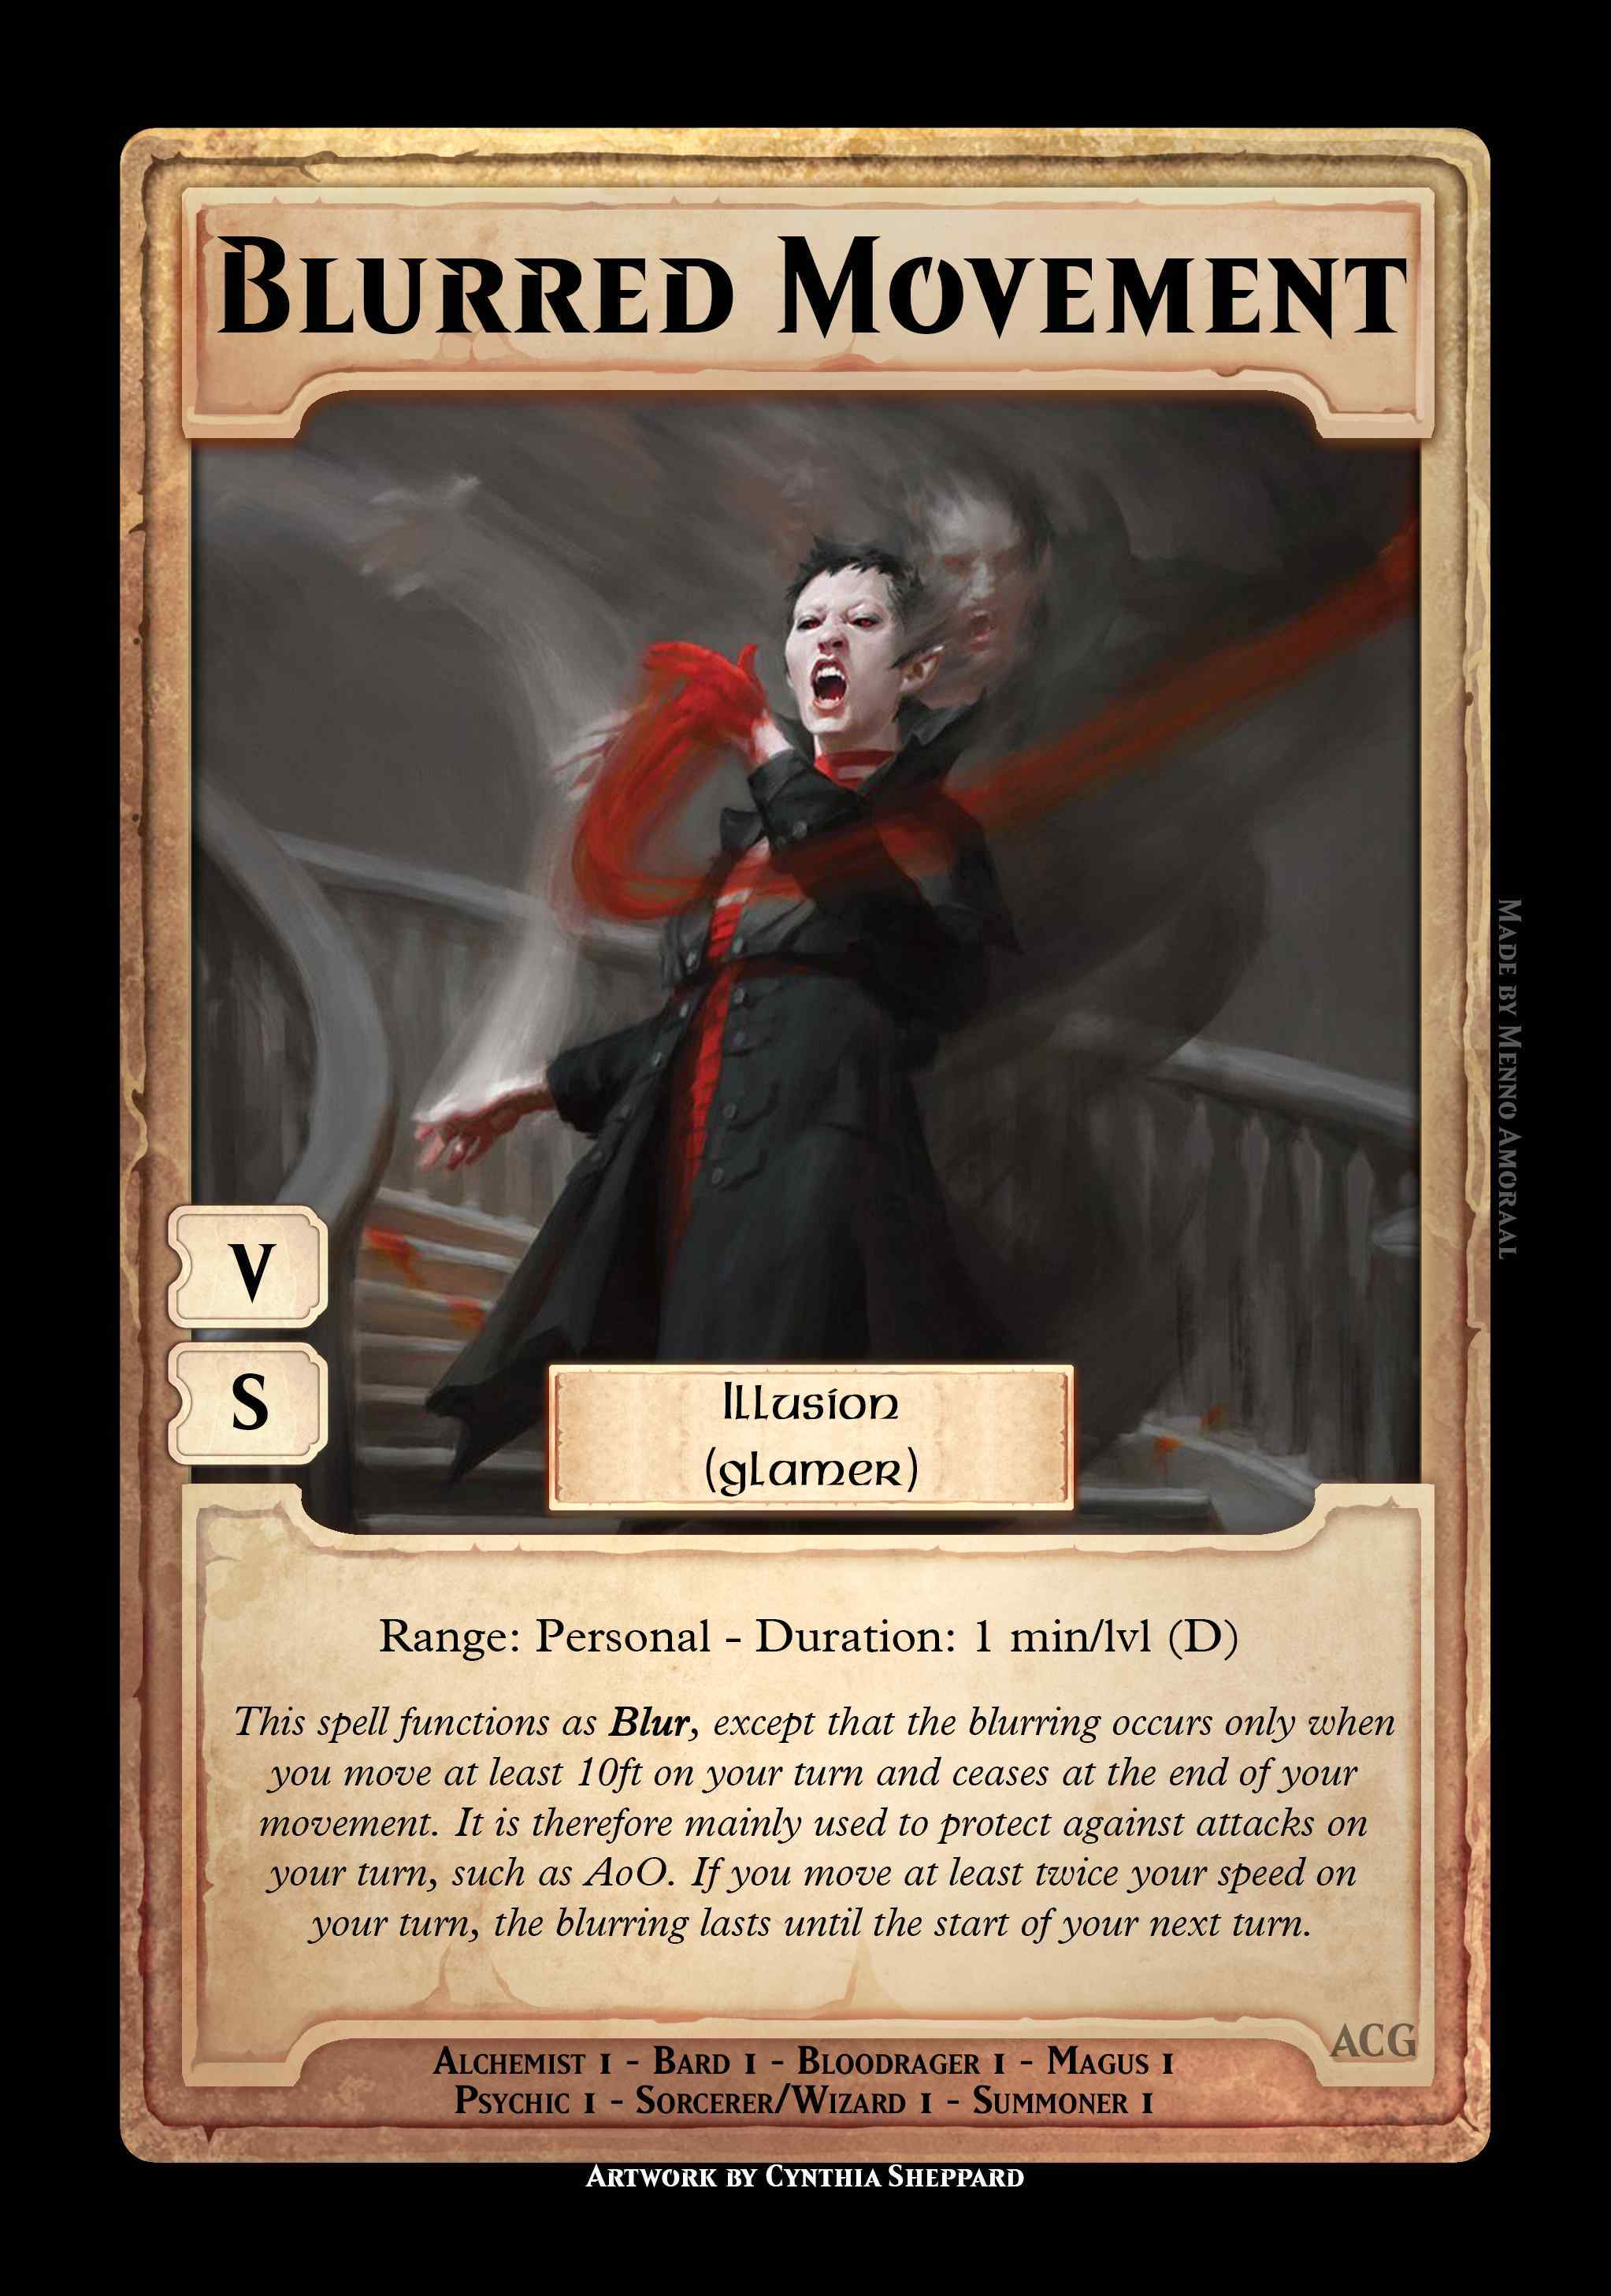 Blurred Movement
V
S
Illusion
(glamer)
Range: Personal - Duration: 1 min/lvl (D)
This spell functions as Blur, except that the blurring occurs only when
you move at least 10ft on your turn and ceases at the end of your
movement. It is therefore mainly used to protect against attacks on
your turn, such as AoO. If you move at least twice your speed on
your turn, the blurring lasts until the start of your next turn.
ACG
Alchemist 1 - Bard 1 - Bloodrager 1 - Magus 1
Psychic 1 - Sorcerer/Wizard 1 - Summoner 1
Artwork by Cynthia Sheppard
Made by Menno Amoraal